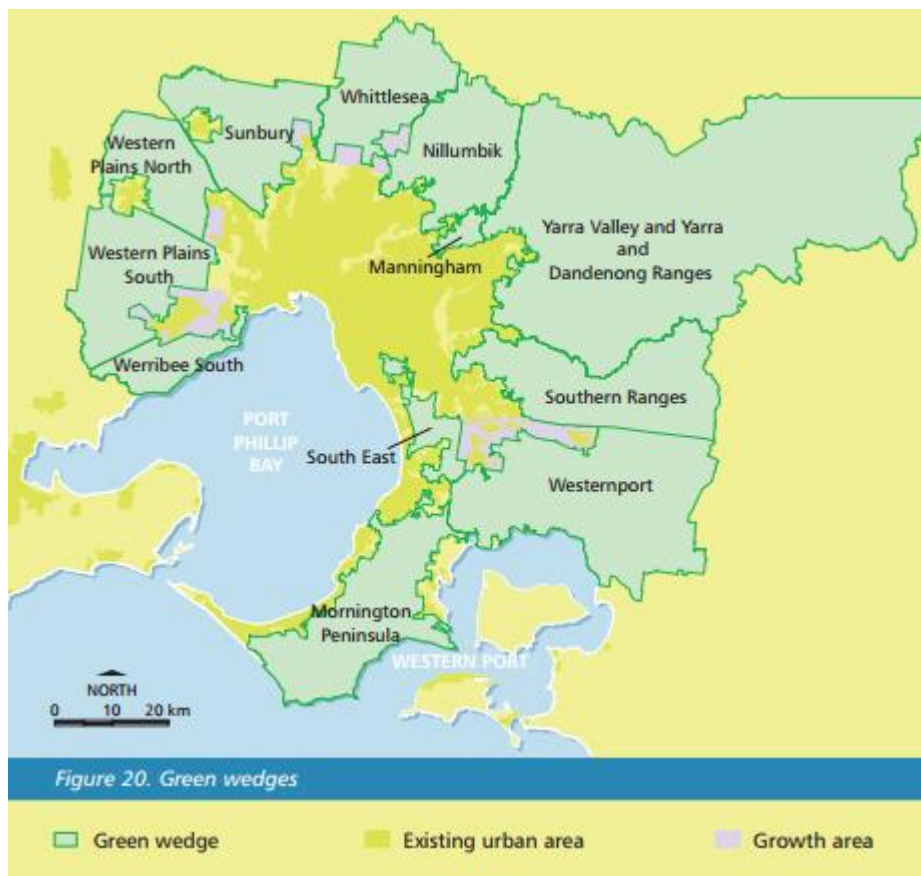 Whittlesea
Sunbury
Nillumbik
Western
Plains North
Yarra Valley and Yarra
and
Dandenong Ranges
Western Plains
South
Manningham
Werribee South
Southern Ranges
PORT
PHILLIP
BAY
South East
Westernport
Mornington
Peninsula
WESTERN PORT
NORTH
0 10 20 km
Figure 20. Green wedges
Green wedge
Existing urban area
Growth area